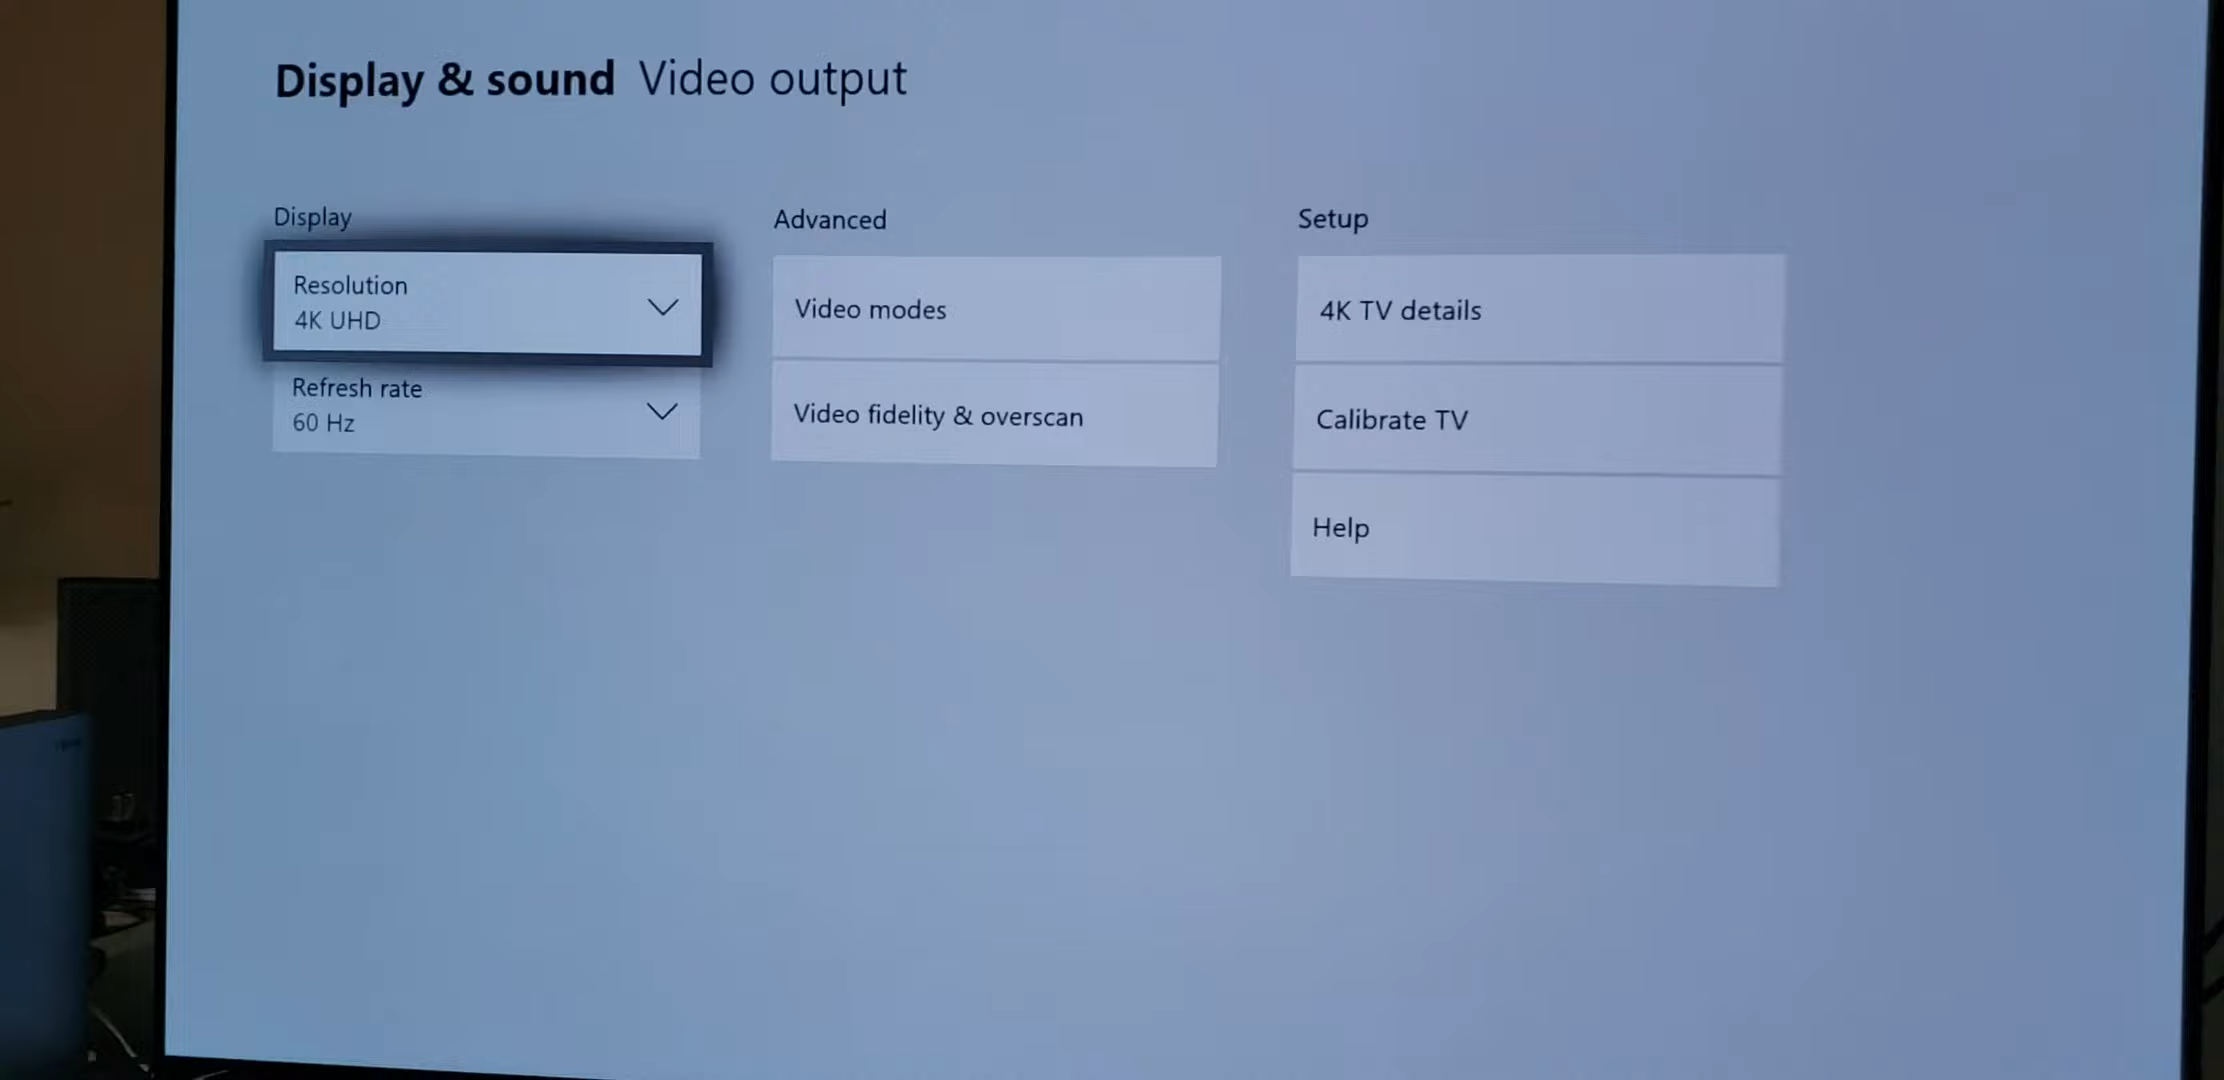 Display & sound Video output
Display
Resolution
4K UHD
Refresh rate
60 Hz
Advanced
Video modes
Video fidelity & overscan
Setup
4K TV details
Calibrate TV
Help